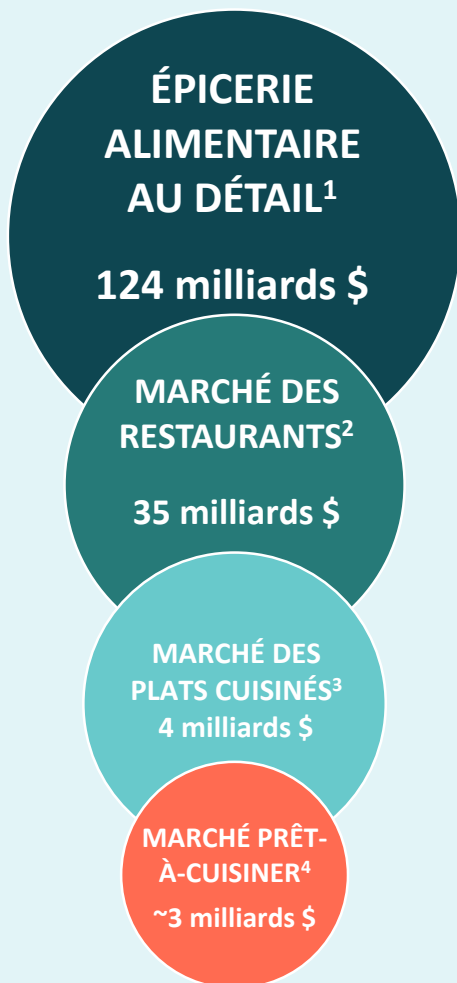 ÉPICERIE
ALIMENTAIRE
AU DÉTAIL¹
124 milliards $
MARCHÉ DES
RESTAURANTS²
35 milliards $
MARCHÉ DES
PLATS CUISINÉS³
4 milliards $
MARCHÉ PRÊT-
À-CUISINER⁴
~3 milliards $